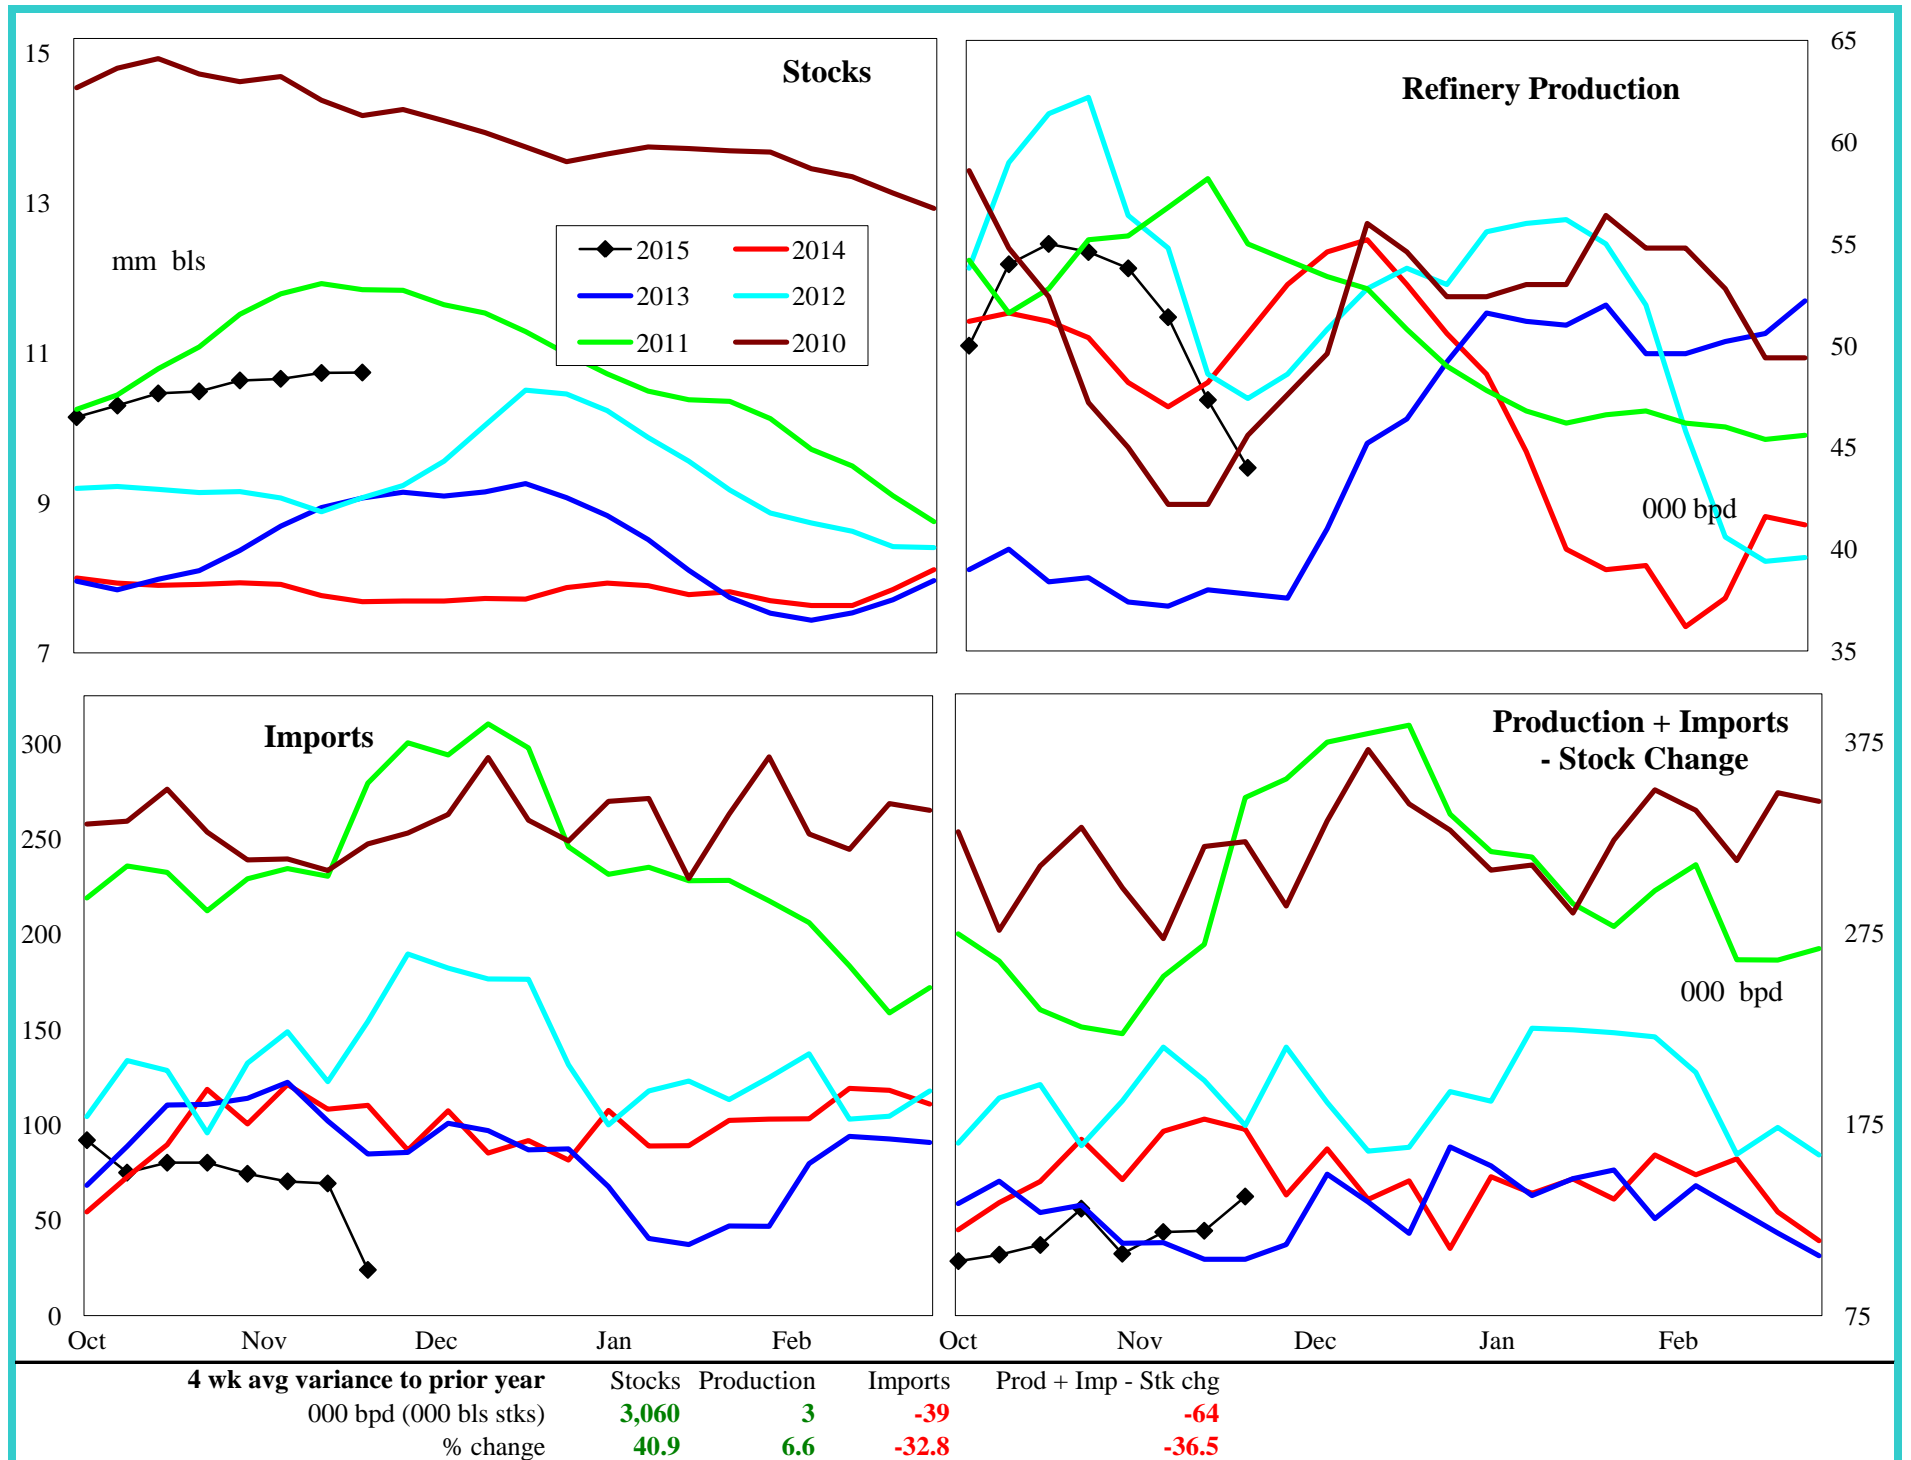 Stocks
15
13
11
9
7
mm bls
2015
2014
2013
2012
2011
2010
Refinery Production
65
60
55
50
45
40
35
000 bpd
Imports
300
250
200
150
100
50
0
Oct Nov Dec Jan Feb
Production + Imports
- Stock Change
375
275
175
75
000 bpd
Oct Nov Dec Jan Feb
4 wk avg variance to prior year Stocks Production Imports Prod + Imp - Stk chg
000 bpd (000 bls stks) 3,060 3 -39 -64
% change 40.9 6.6 -32.8 -36.5